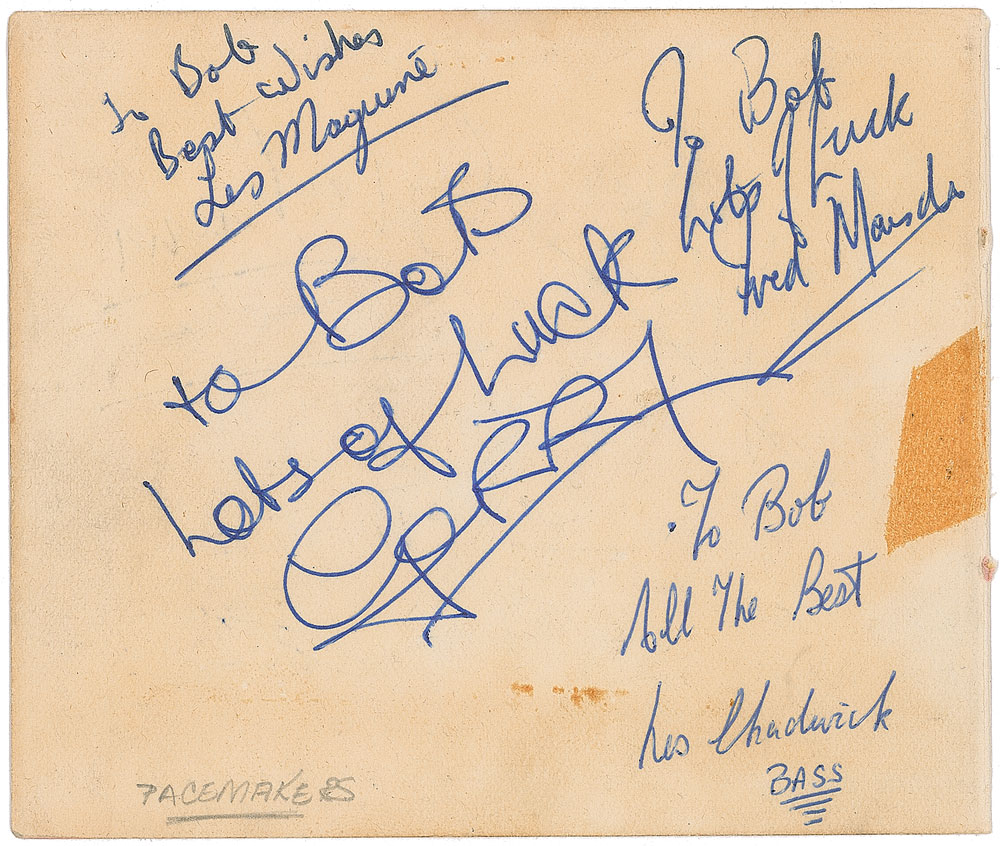 To Bob
Best wishes
Les Maguire
To Bob
Lots of Luck
Fred Marsden
to Bob
Lots of Luck
GERRY
To Bob
All The Best
Les Chadwick
BASS
PACEMAKERS